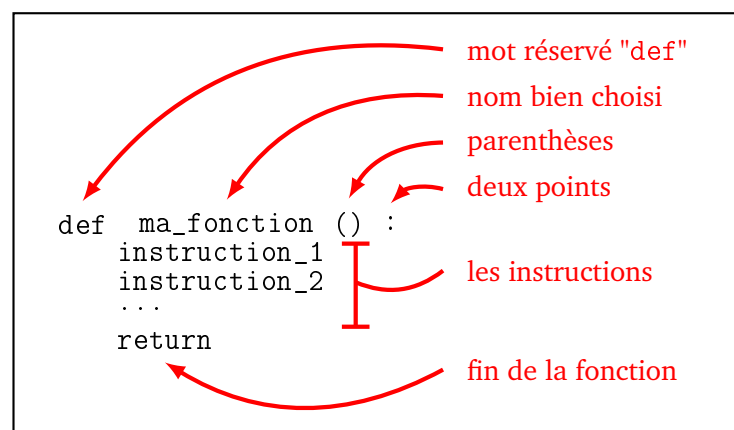 mot réservé "def"
nom bien choisi
parenthèses
deux points
def ma_fonction () :
instruction_1
instruction_2
...
return
les instructions
fin de la fonction